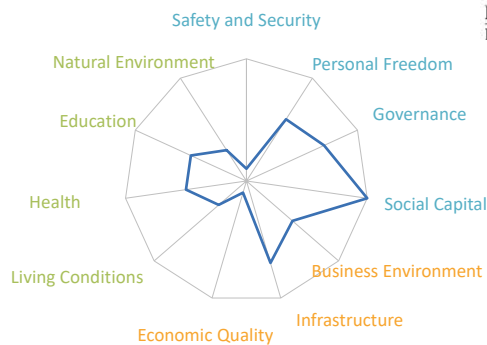 Safety and Security
Natural Environment
Personal Freedom
Education
Governance
Health
Social Capital
Living Conditions
Business Environment
Economic Quality
Infrastructure